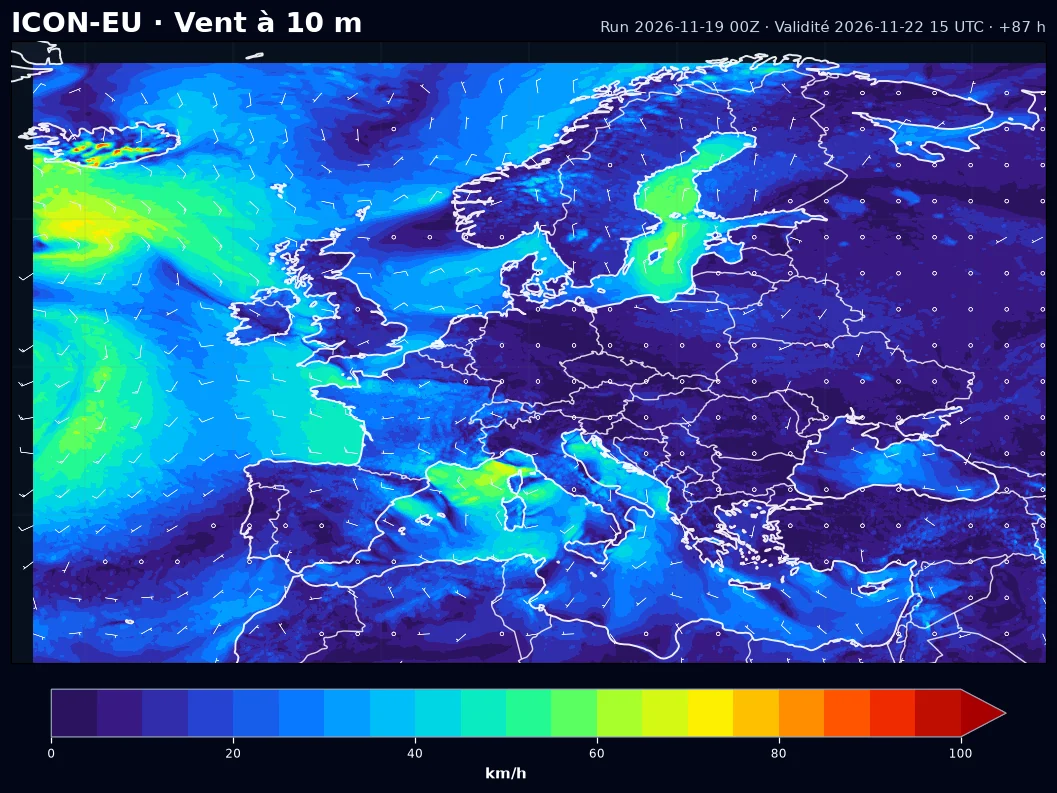 ICON-EU · Vent à 10 m
Run 2026-11-19 00Z · Validité 2026-11-22 15 UTC · +87 h
0 20 40 60 80 100
km/h